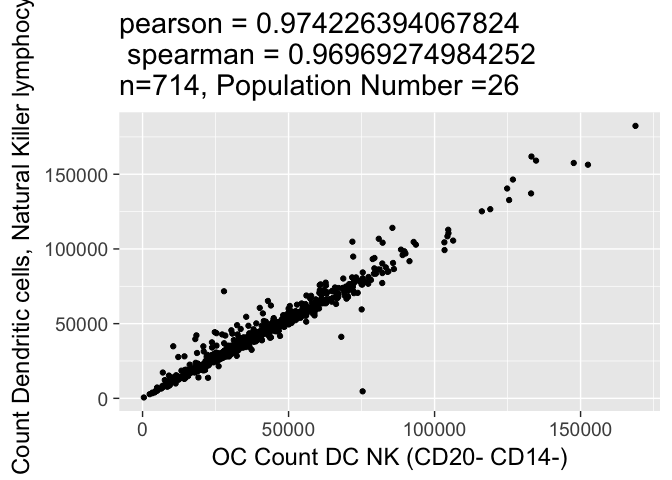 pearson = 0.974226394067824
spearman = 0.96969274984252
n=714, Population Number =26
Count Dendritic cells, Natural Killer lymphocy
150000
100000
50000
0
0 50000 100000 150000
OC Count DC NK (CD20- CD14-)